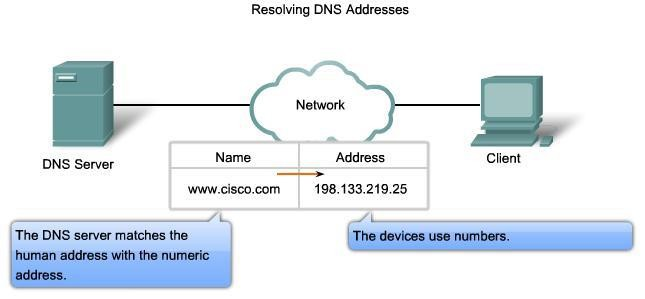 Resolving DNS Addresses
Network
DNS Server
Client
Name Address
www.cisco.com 198.133.219.25
The DNS server matches the
human address with the numeric
address.
The devices use numbers.